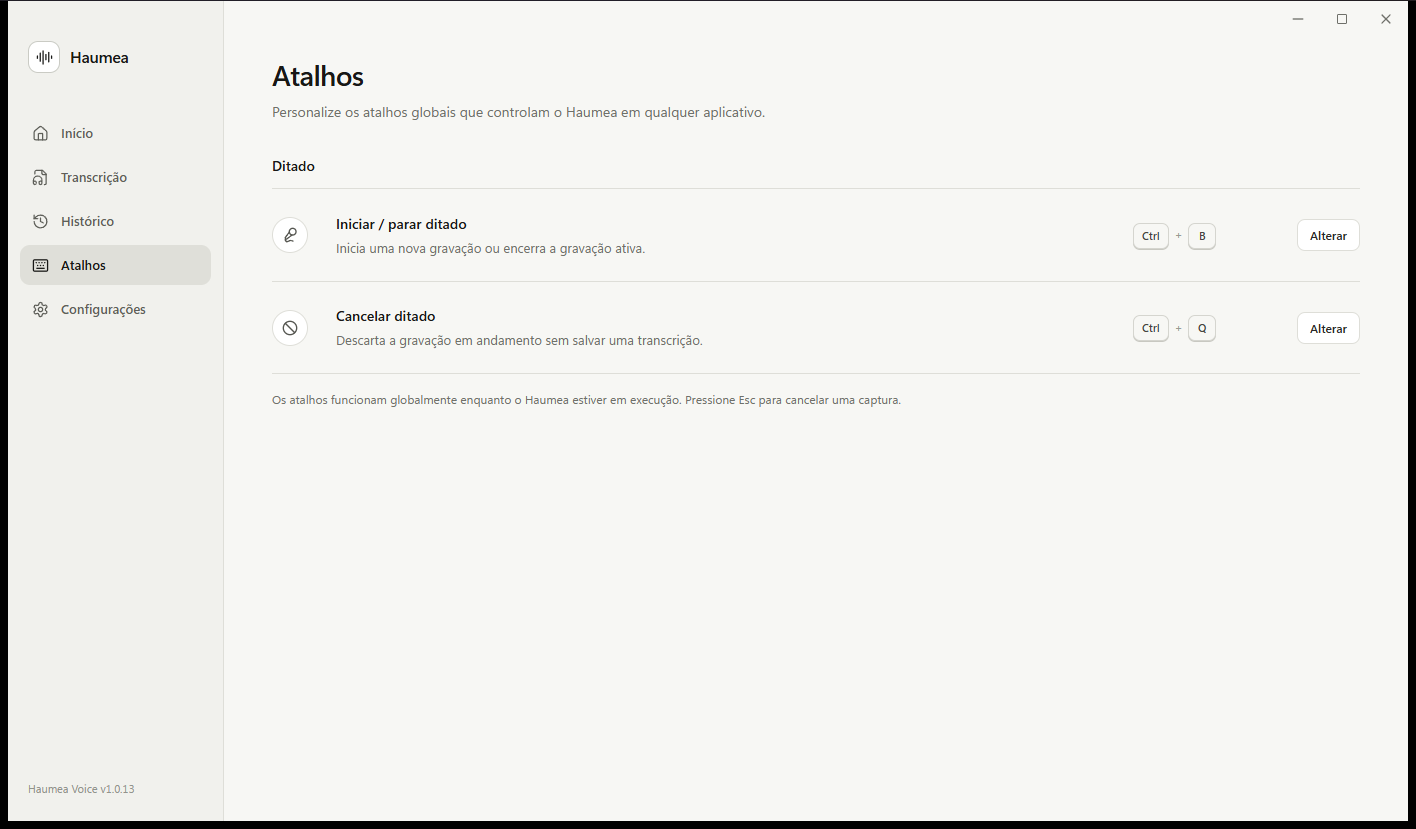 Haumea
Início
Transcrição
Histórico
Atalhos
Configurações
Haumea Voice v1.0.13
Atalhos
Personalize os atalhos globais que controlam o Haumea em qualquer aplicativo.
Ditado
Iniciar / parar ditado
Inicia uma nova gravação ou encerra a gravação ativa.
Ctrl + B
Alterar
Cancelar ditado
Descarta a gravação em andamento sem salvar uma transcrição.
Ctrl + Q
Alterar
Os atalhos funcionam globalmente enquanto o Haumea estiver em execução. Pressione Esc para cancelar uma captura.